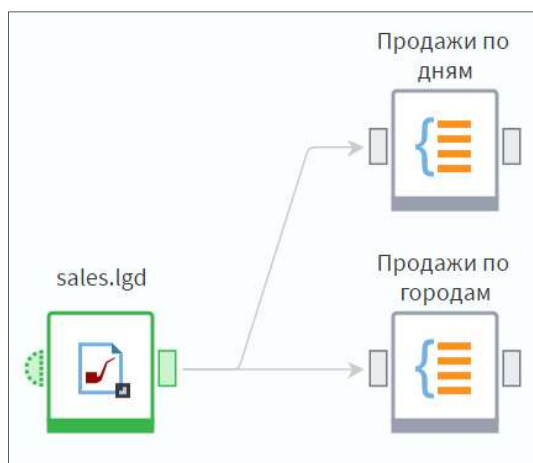 Продажи по
дням
sales.lgd
Продажи по
городам